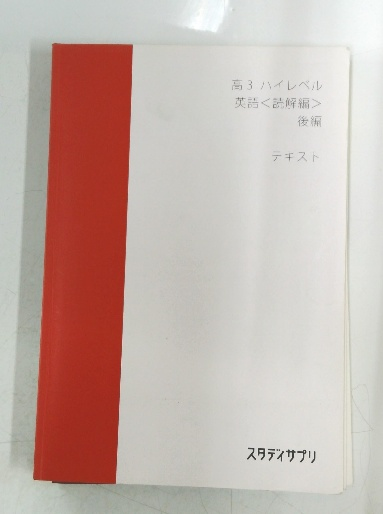 高3 ハイレベル
英語＜読解編＞
後編
テキスト
スタディサプリ